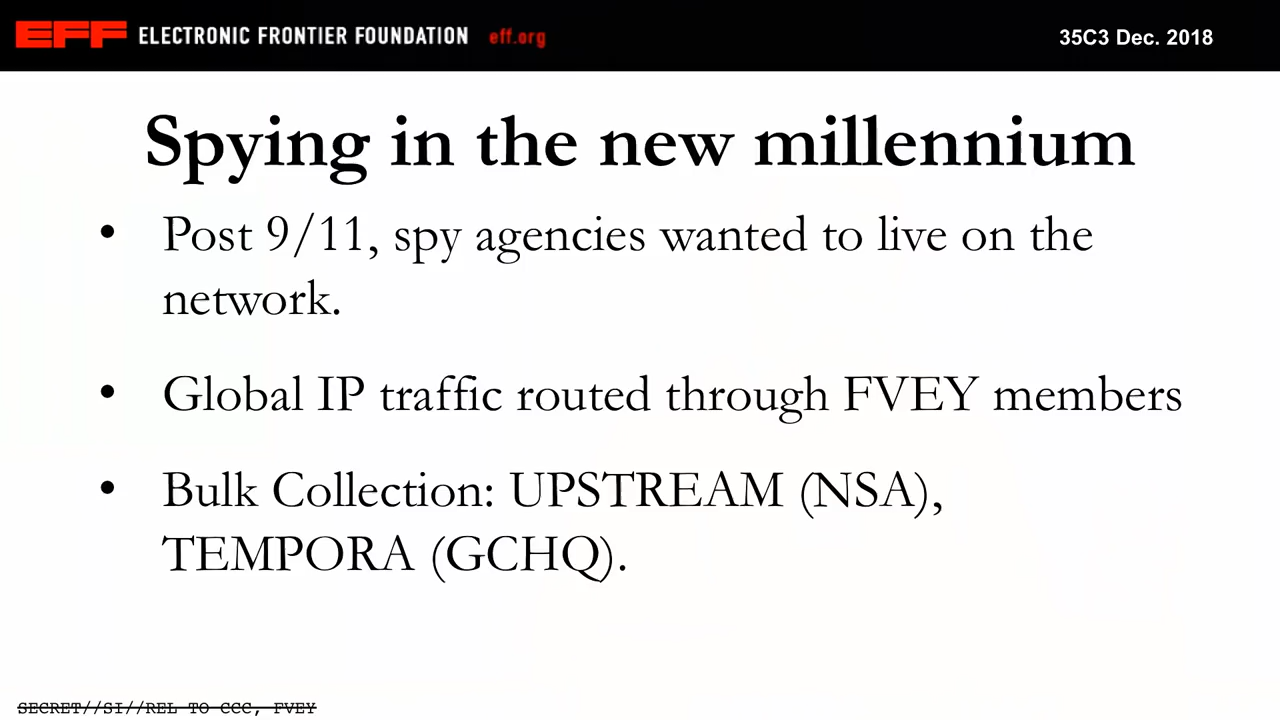 EFF ELECTRONIC FRONTIER FOUNDATION eff.org
35C3 Dec. 2018
Spying in the new millennium
• Post 9/11, spy agencies wanted to live on the
network.
• Global IP traffic routed through FVEY members
• Bulk Collection: UPSTREAM (NSA),
TEMPORA (GCHQ).
SECRET//SI//REL TO CCC, FVEY